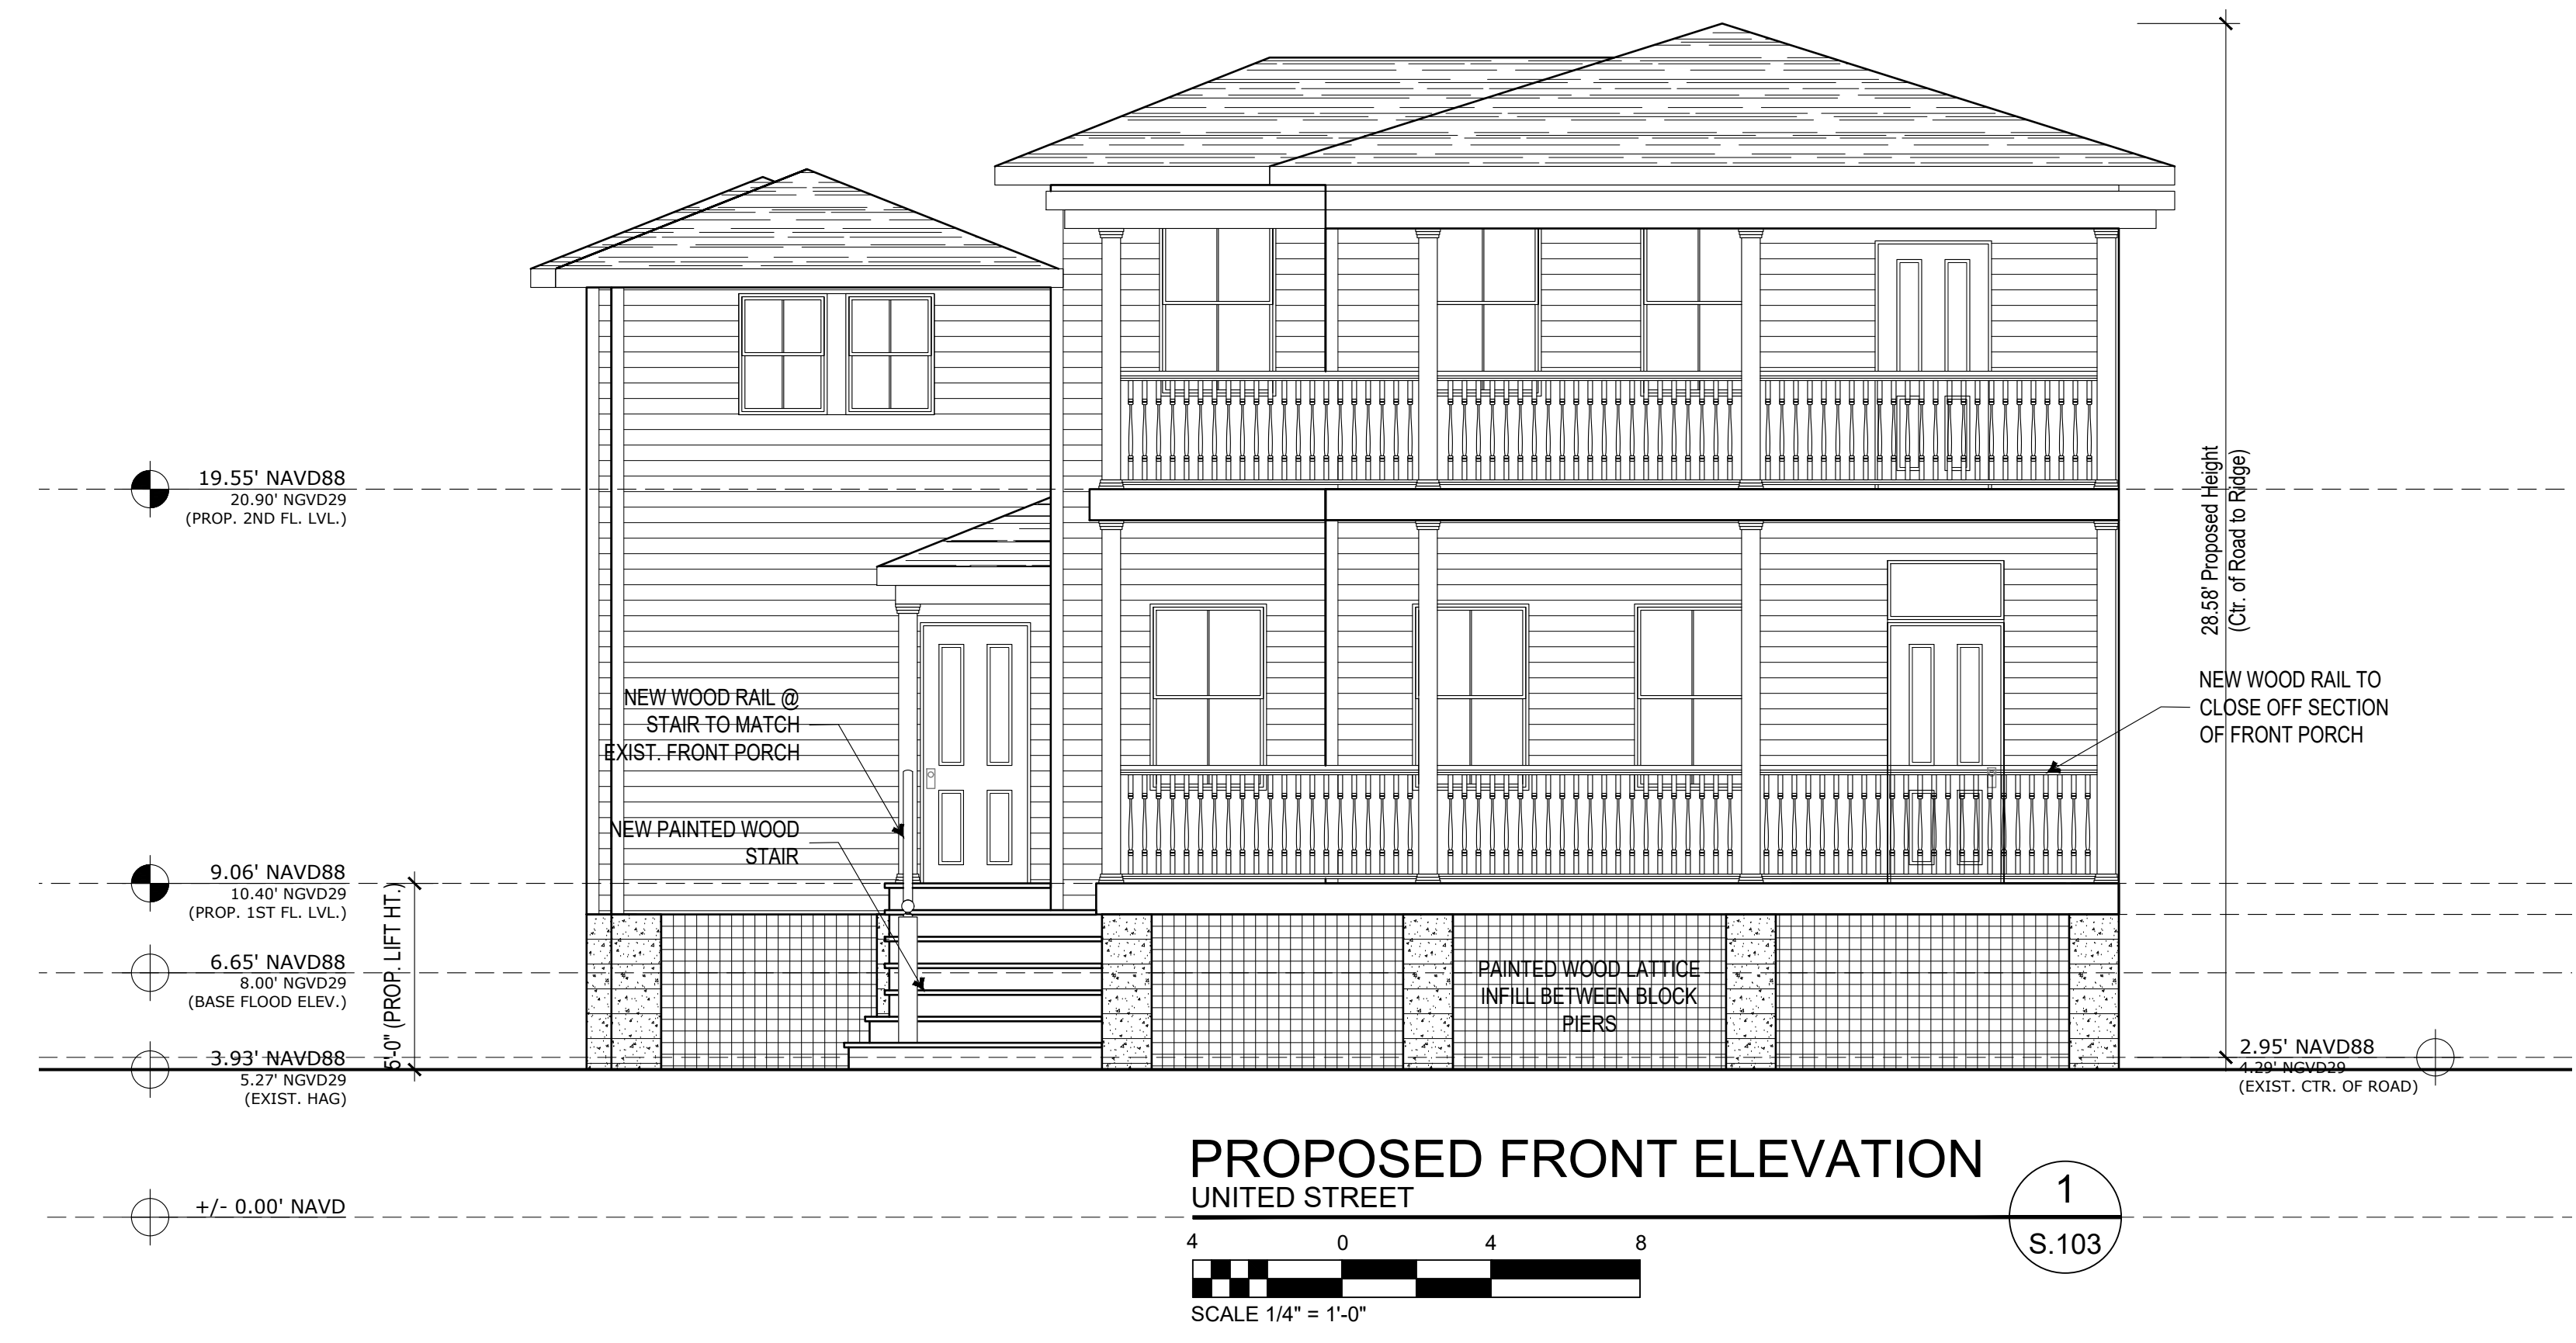 19.55' NAVD88
20.90' NGVD29
(PROP. 2ND FL. LVL.)
9.06' NAVD88
10.40' NGVD29
(PROP. 1ST FL. LVL.)
6.65' NAVD88
8.00' NGVD29
(BASE FLOOD ELEV.)
3.93' NAVD88
5.27' NGVD29
(EXIST. HAG)
+/- 0.00' NAVD
5'-0" (PROP. LIFT HT.)
NEW WOOD RAIL @
STAIR TO MATCH
EXIST. FRONT PORCH
NEW PAINTED WOOD
STAIR
PAINTED WOOD LATTICE
INFILL BETWEEN BLOCK
PIERS
28.58' Proposed Height
(Ctr. of Road to Ridge)
NEW WOOD RAIL TO
CLOSE OFF SECTION
OF FRONT PORCH
2.95' NAVD88
4.29' NGVD29
(EXIST. CTR. OF ROAD)
PROPOSED FRONT ELEVATION
UNITED STREET
1
S.103
4 0 4 8
SCALE 1/4" = 1'-0"